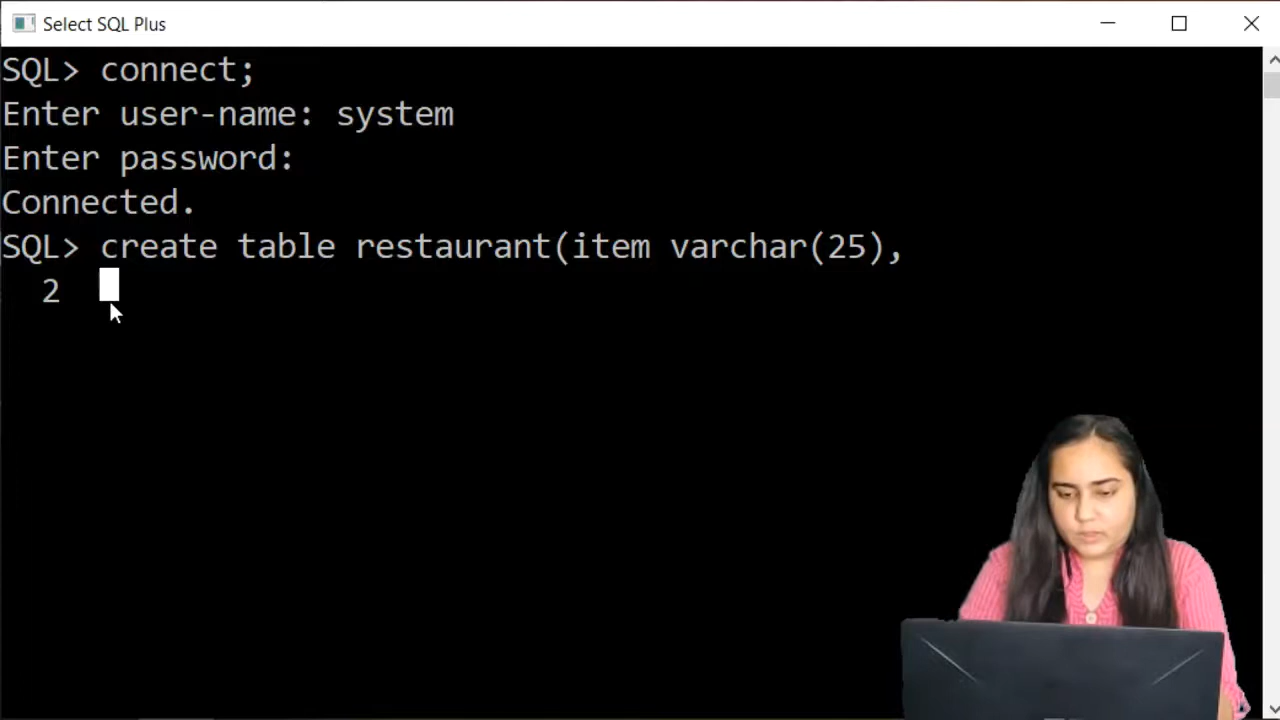 Select SQL Plus
SQL> connect;
Enter user-name: system
Enter password:
Connected.
SQL> create table restaurant(item varchar(25),
2